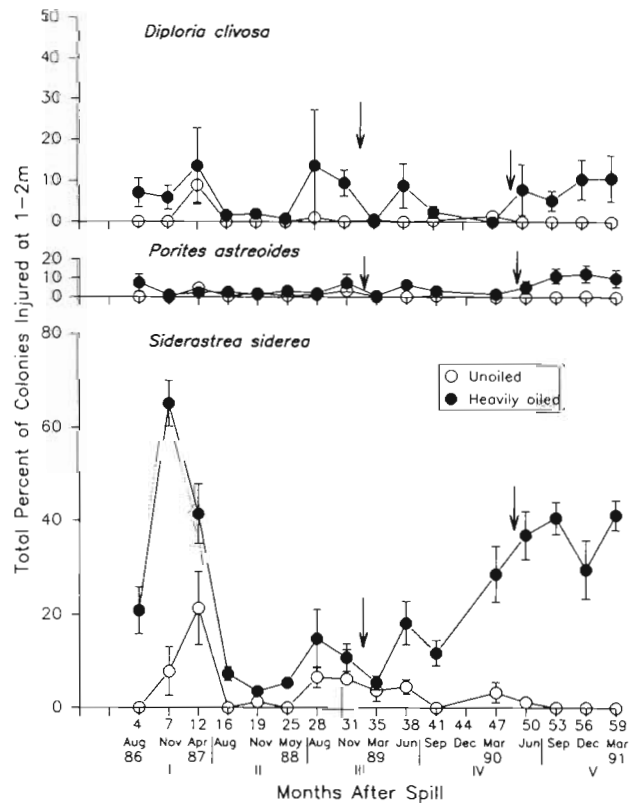 50
Diploria clivosa
40
30
20
10
0
Porites astreoides
20
10
0
80
Siderastrea siderea
Unoiled
Heavily oiled
60
40
20
0
Total Percent of Colonies Injured at 1-2m
4 7 12 16 19 25 28 31 35 38 41 44 47 50 53 56 59
Aug Nov Apr Aug Nov May Aug Nov Mar Jun Sep Dec Mar Jun Sep Dec Mar
86 87 88 89 90 91
I II III IV V
Months After Spill